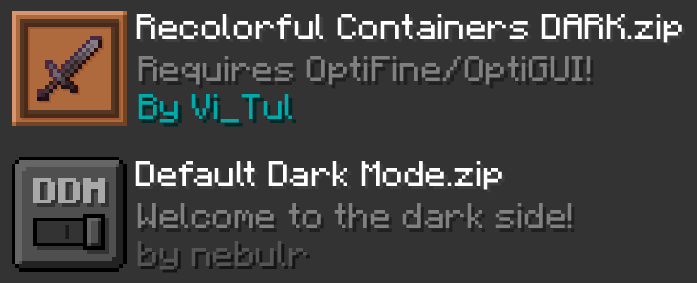 Recolorful Containers DARK.zip
Requires OptiFine/OptiGUI!
By Vi_Tul
DDM
Default Dark Mode.zip
Welcome to the dark side!
by nebulr